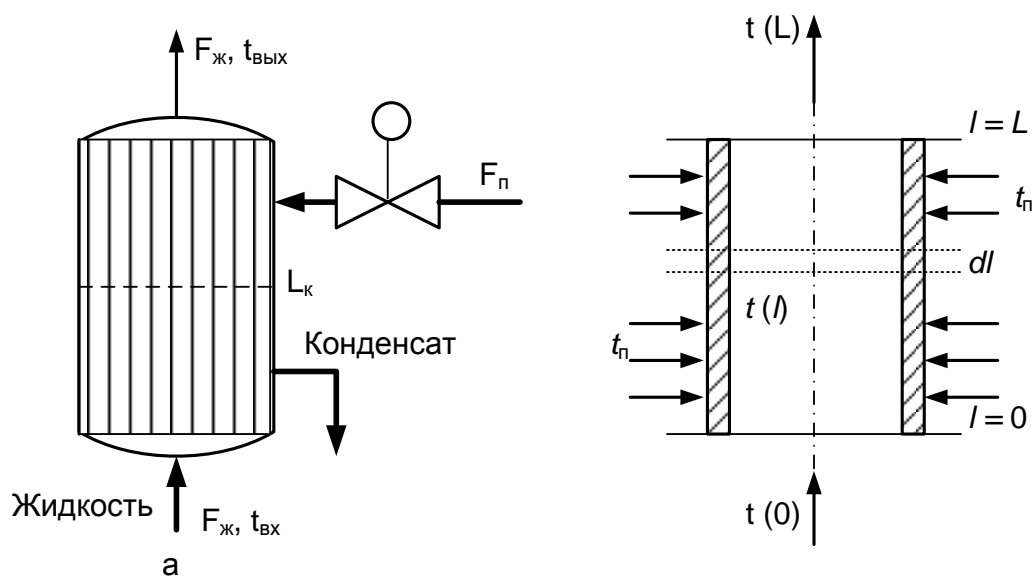 Fж, tвых
Fп
Lк
Конденсат
Жидкость
Fж, tвх
а
t (L)
l = L
tп
dl
t (l)
tп
l = 0
t (0)